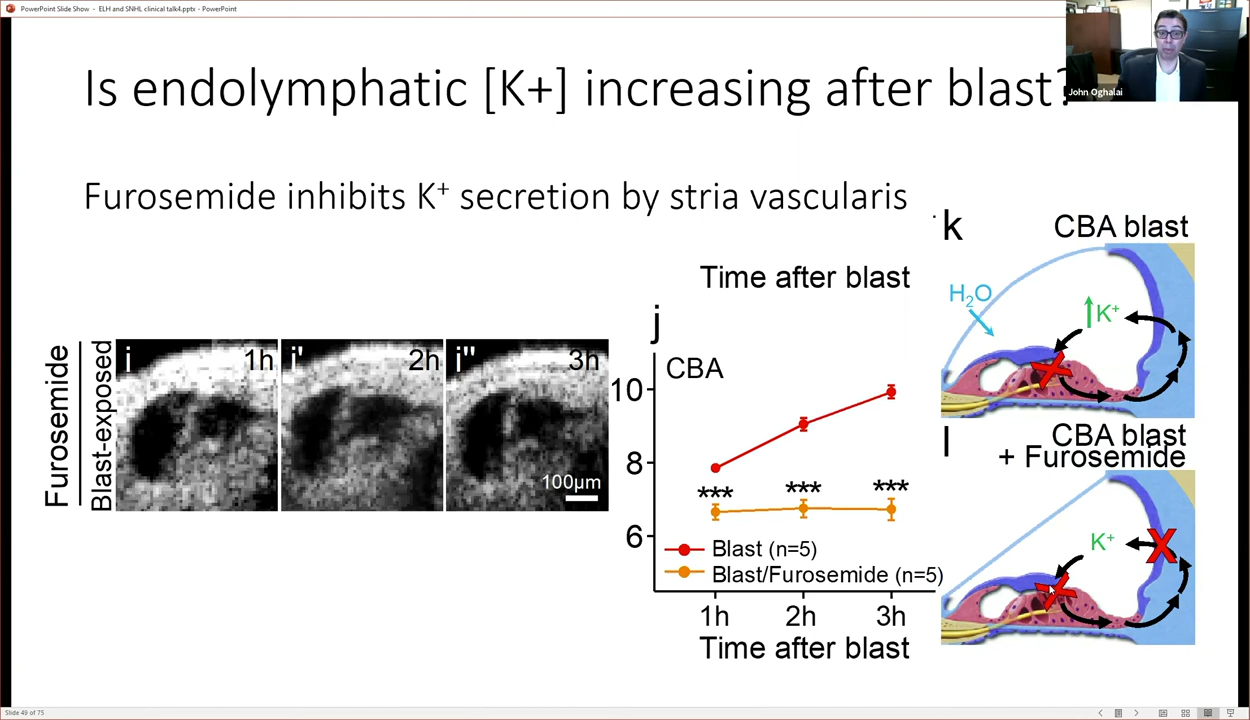 PowerPoint Slide Show - ELH and SNHL clinical talk4.pptx - PowerPoint
John Oghalai
Is endolymphatic [K+] increasing after blast?
Furosemide inhibits K⁺ secretion by stria vascularis
Furosemide
Blast-exposed
i
1h
i'
2h
i"
3h
100µm
Time after blast
j
CBA
10
8
6
***
***
***
Blast (n=5)
Blast/Furosemide (n=5)
1h
2h
3h
Time after blast
k
CBA blast
H₂O
K⁺
l
CBA blast
+ Furosemide
K⁺
Slide 49 of 75